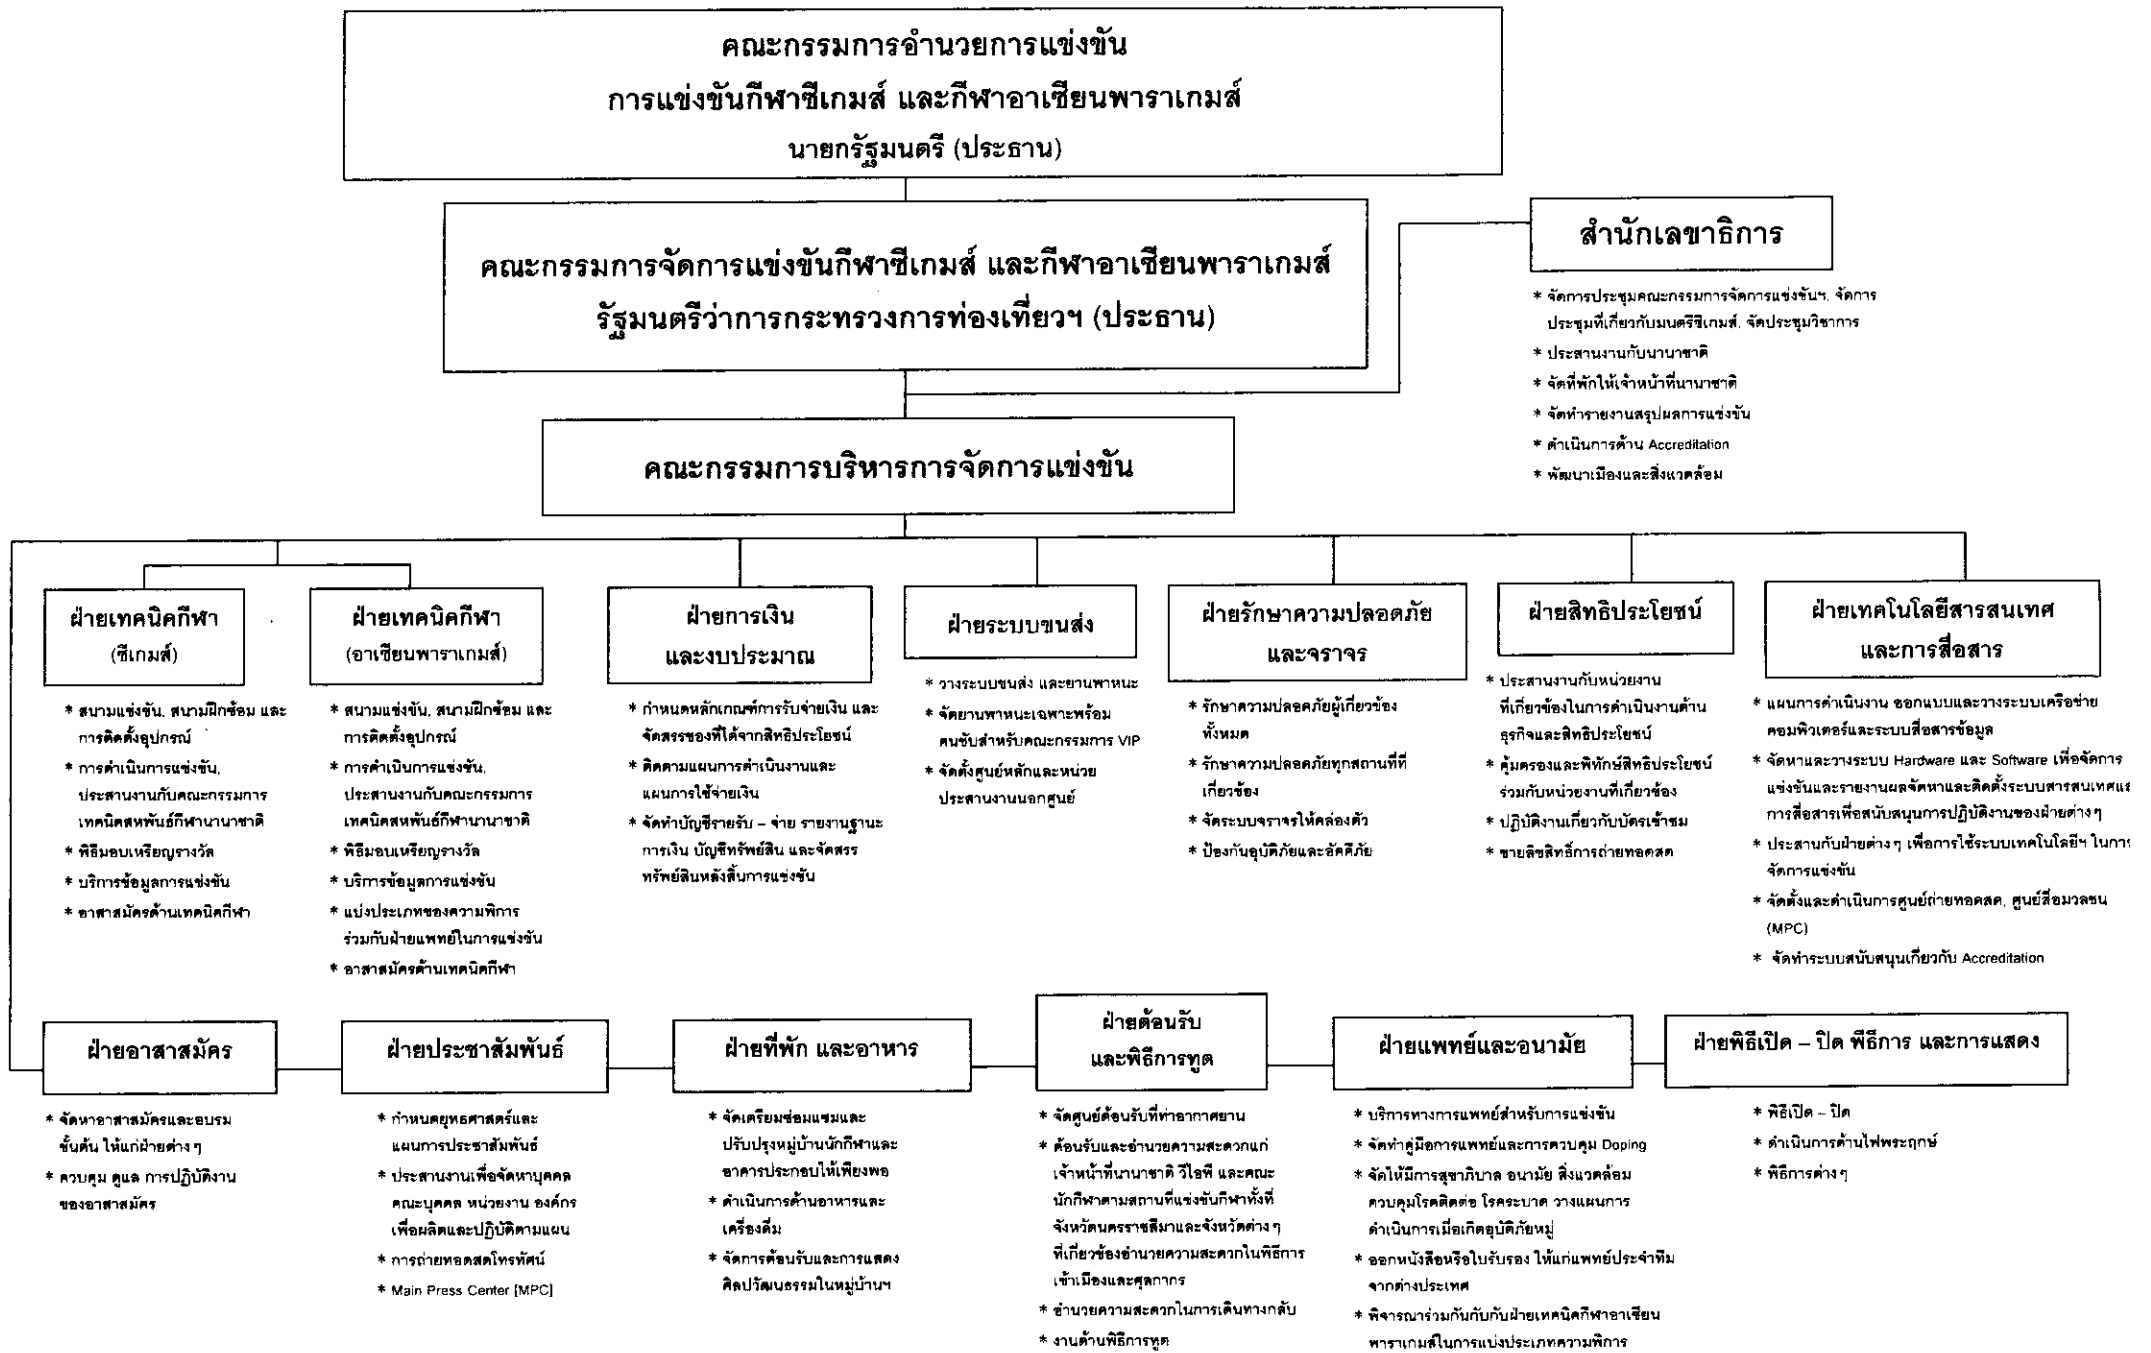 คณะกรรมการอำนวยการแข่งขัน
การแข่งขันกีฬาซีเกมส์ และกีฬาอาเซียนพาราเกมส์
นายกรัฐมนตรี (ประธาน)
คณะกรรมการจัดการแข่งขันกีฬาซีเกมส์ และกีฬาอาเซียนพาราเกมส์
รัฐมนตรีว่าการกระทรวงการท่องเที่ยวฯ (ประธาน)
สำนักเลขาธิการ
* จัดการประชุมคณะกรรมการจัดการแข่งขันฯ, จัดการ
ประชุมที่เกี่ยวกับมนตรีซีเกมส์, จัดประชุมวิชาการ
* ประสานงานกับนานาชาติ
* จัดที่พักให้เจ้าหน้าที่นานาชาติ
* จัดทำรายงานสรุปผลการแข่งขัน
* ดำเนินการด้าน Accreditation
* พัฒนาเมืองและสิ่งแวดล้อม
คณะกรรมการบริหารการจัดการแข่งขัน
ฝ่ายเทคนิคกีฬา
(ซีเกมส์)
* สนามแข่งขัน, สนามฝึกซ้อม และ
การติดตั้งอุปกรณ์
* การดำเนินการแข่งขัน,
ประสานงานกับคณะกรรมการ
เทคนิคสหพันธ์กีฬานานาชาติ
* พิธีมอบเหรียญรางวัล
* บริการข้อมูลการแข่งขัน
* อาสาสมัครด้านเทคนิคกีฬา
ฝ่ายเทคนิคกีฬา
(อาเซียนพาราเกมส์)
* สนามแข่งขัน, สนามฝึกซ้อม และ
การติดตั้งอุปกรณ์
* การดำเนินการแข่งขัน,
ประสานงานกับคณะกรรมการ
เทคนิคสหพันธ์กีฬานานาชาติ
* พิธีมอบเหรียญรางวัล
* บริการข้อมูลการแข่งขัน
* แบ่งประเภทของความพิการ
ร่วมกับฝ่ายแพทย์ในการแข่งขัน
* อาสาสมัครด้านเทคนิคกีฬา
ฝ่ายการเงิน
และงบประมาณ
* กำหนดหลักเกณฑ์การรับจ่ายเงิน และ
จัดสรรของที่ได้จากสิทธิประโยชน์
* ติดตามแผนการดำเนินงานและ
แผนการใช้จ่ายเงิน
* จัดทำบัญชีรายรับ – จ่าย รายงานฐานะ
การเงิน บัญชีทรัพย์สิน และจัดสรร
ทรัพย์สินหลังสิ้นการแข่งขัน
ฝ่ายระบบขนส่ง
* วางระบบขนส่ง และยานพาหนะ
* จัดยานพาหนะเฉพาะพร้อม
คนขับสำหรับคณะกรรมการ VIP
* จัดตั้งศูนย์หลักและหน่วย
ประสานงานนอกศูนย์
ฝ่ายรักษาความปลอดภัย
และจราจร
* รักษาความปลอดภัยผู้เกี่ยวข้อง
ทั้งหมด
* รักษาความปลอดภัยทุกสถานที่ที่
เกี่ยวข้อง
* จัดระบบจราจรให้คล่องตัว
* ป้องกันอุบัติภัยและอัคคีภัย
ฝ่ายสิทธิประโยชน์
* ประสานงานกับหน่วยงาน
ที่เกี่ยวข้องในการดำเนินงานด้าน
ธุรกิจและสิทธิประโยชน์
* คุ้มครองและพิทักษ์สิทธิประโยชน์
ร่วมกับหน่วยงานที่เกี่ยวข้อง
* ปฏิบัติงานเกี่ยวกับบัตรเข้าชม
* ขายลิขสิทธิ์การถ่ายทอดสด
ฝ่ายเทคโนโลยีสารสนเทศ
และการสื่อสาร
* แผนการดำเนินงาน ออกแบบและวางระบบเครือข่าย
คอมพิวเตอร์และระบบสื่อสารข้อมูล
* จัดหาและวางระบบ Hardware และ Software เพื่อจัดการ
แข่งขันและรายงานผลจัดหาและติดตั้งระบบสารสนเทศแล
การสื่อสารเพื่อสนับสนุนการปฏิบัติงานของฝ่ายต่างๆ
* ประสานกับฝ่ายต่างๆ เพื่อการใช้ระบบเทคโนโลยีฯ ในการ
จัดการแข่งขัน
* จัดตั้งและดำเนินการศูนย์ถ่ายทอดสด, ศูนย์สื่อมวลชน
(MPC)
* จัดทำระบบสนับสนุนเกี่ยวกับ Accreditation
ฝ่ายอาสาสมัคร
* จัดหาอาสาสมัครและอบรม
ขั้นต้น ให้แก่ฝ่ายต่างๆ
* ควบคุม ดูแล การปฏิบัติงาน
ของอาสาสมัคร
ฝ่ายประชาสัมพันธ์
* กำหนดยุทธศาสตร์และ
แผนการประชาสัมพันธ์
* ประสานงานเพื่อจัดหาบุคคล
คณะบุคคล หน่วยงาน องค์กร
เพื่อผลิตและปฏิบัติตามแผน
* การถ่ายทอดสดโทรทัศน์
* Main Press Center [MPC]
ฝ่ายที่พัก และอาหาร
* จัดเตรียมซ่อมแซมและ
ปรับปรุงหมู่บ้านนักกีฬาและ
อาคารประกอบให้เพียงพอ
* ดำเนินการด้านอาหารและ
เครื่องดื่ม
* จัดการต้อนรับและการแสดง
ศิลปวัฒนธรรมในหมู่บ้านฯ
ฝ่ายต้อนรับ
และพิธีการทูต
* จัดศูนย์ต้อนรับที่ท่าอากาศยาน
* ต้อนรับและอำนวยความสะดวกแก่
เจ้าหน้าที่นานาชาติ วีไอพี และคณะ
นักกีฬาตามสถานที่แข่งขันกีฬาทั้งที่
จังหวัดนครราชสีมาและจังหวัดต่างๆ
ที่เกี่ยวข้องอำนวยความสะดวกในพิธีการ
เข้าเมืองและศุลกากร
* อำนวยความสะดวกในการเดินทางกลับ
* งานด้านพิธีการทูต
ฝ่ายแพทย์และอนามัย
* บริการทางการแพทย์สำหรับการแข่งขัน
* จัดทำคู่มือการแพทย์และการควบคุม Doping
* จัดให้มีการสุขาภิบาล อนามัย สิ่งแวดล้อม
ควบคุมโรคติดต่อ โรคระบาด วางแผนการ
ดำเนินการเมื่อเกิดอุบัติภัยหมู่
* ออกหนังสือหรือใบรับรอง ให้แก่แพทย์ประจำทีม
จากต่างประเทศ
* พิจารณาร่วมกันกับกับฝ่ายเทคนิคกีฬาอาเซียน
พาราเกมส์ในการแบ่งประเภทความพิการ
ฝ่ายพิธีเปิด – ปิด พิธีการ และการแสดง
* พิธีเปิด – ปิด
* ดำเนินการด้านไฟพระฤกษ์
* พิธีการต่างๆ